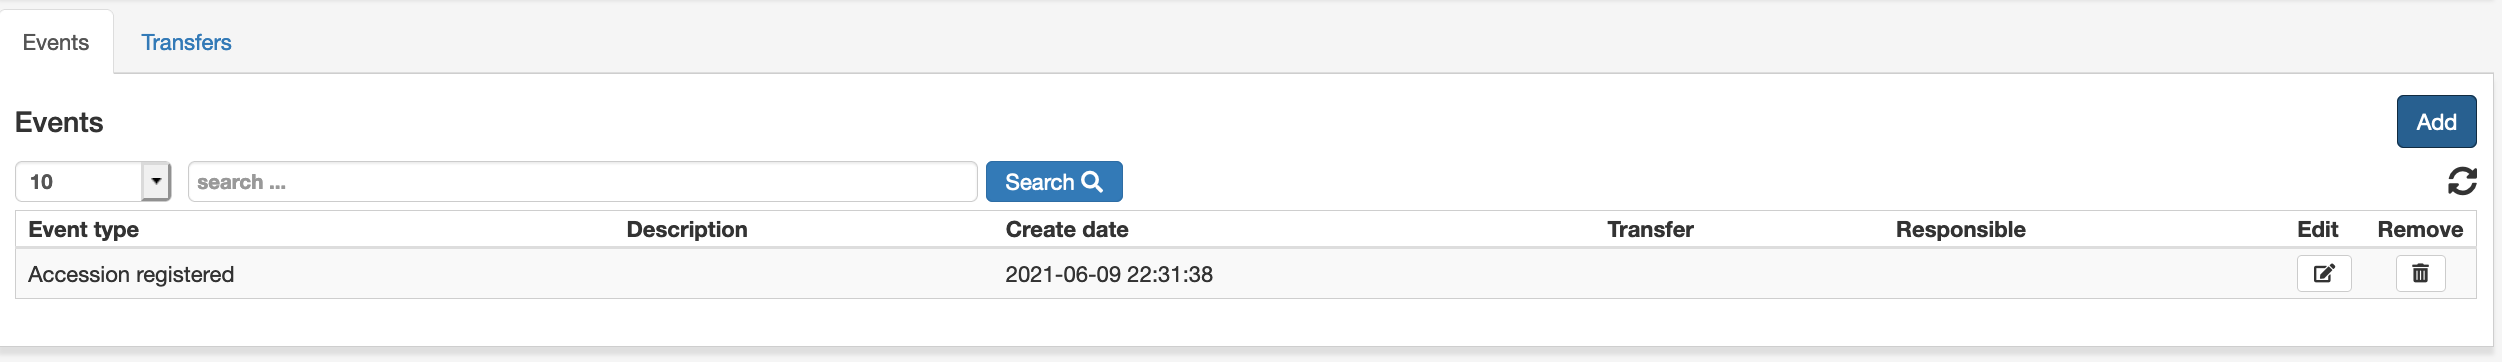 Events Transfers
Events Add
10 search ... Search
Event type Description Create date Transfer Responsible Edit Remove
Accession registered 2021-06-09 22:31:38